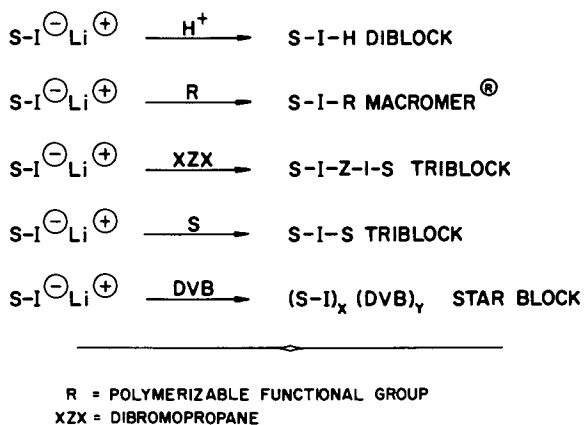 S-I⊖Li⊕ H⁺ S-I-H DIBLOCK
S-I⊖Li⊕ R S-I-R MACROMER®
S-I⊖Li⊕ XZX S-I-Z-I-S TRIBLOCK
S-I⊖Li⊕ S S-I-S TRIBLOCK
S-I⊖Li⊕ DVB (S-I)ₓ (DVB)ᵧ STAR BLOCK
R = POLYMERIZABLE FUNCTIONAL GROUP
XZX = DIBROMOPROPANE